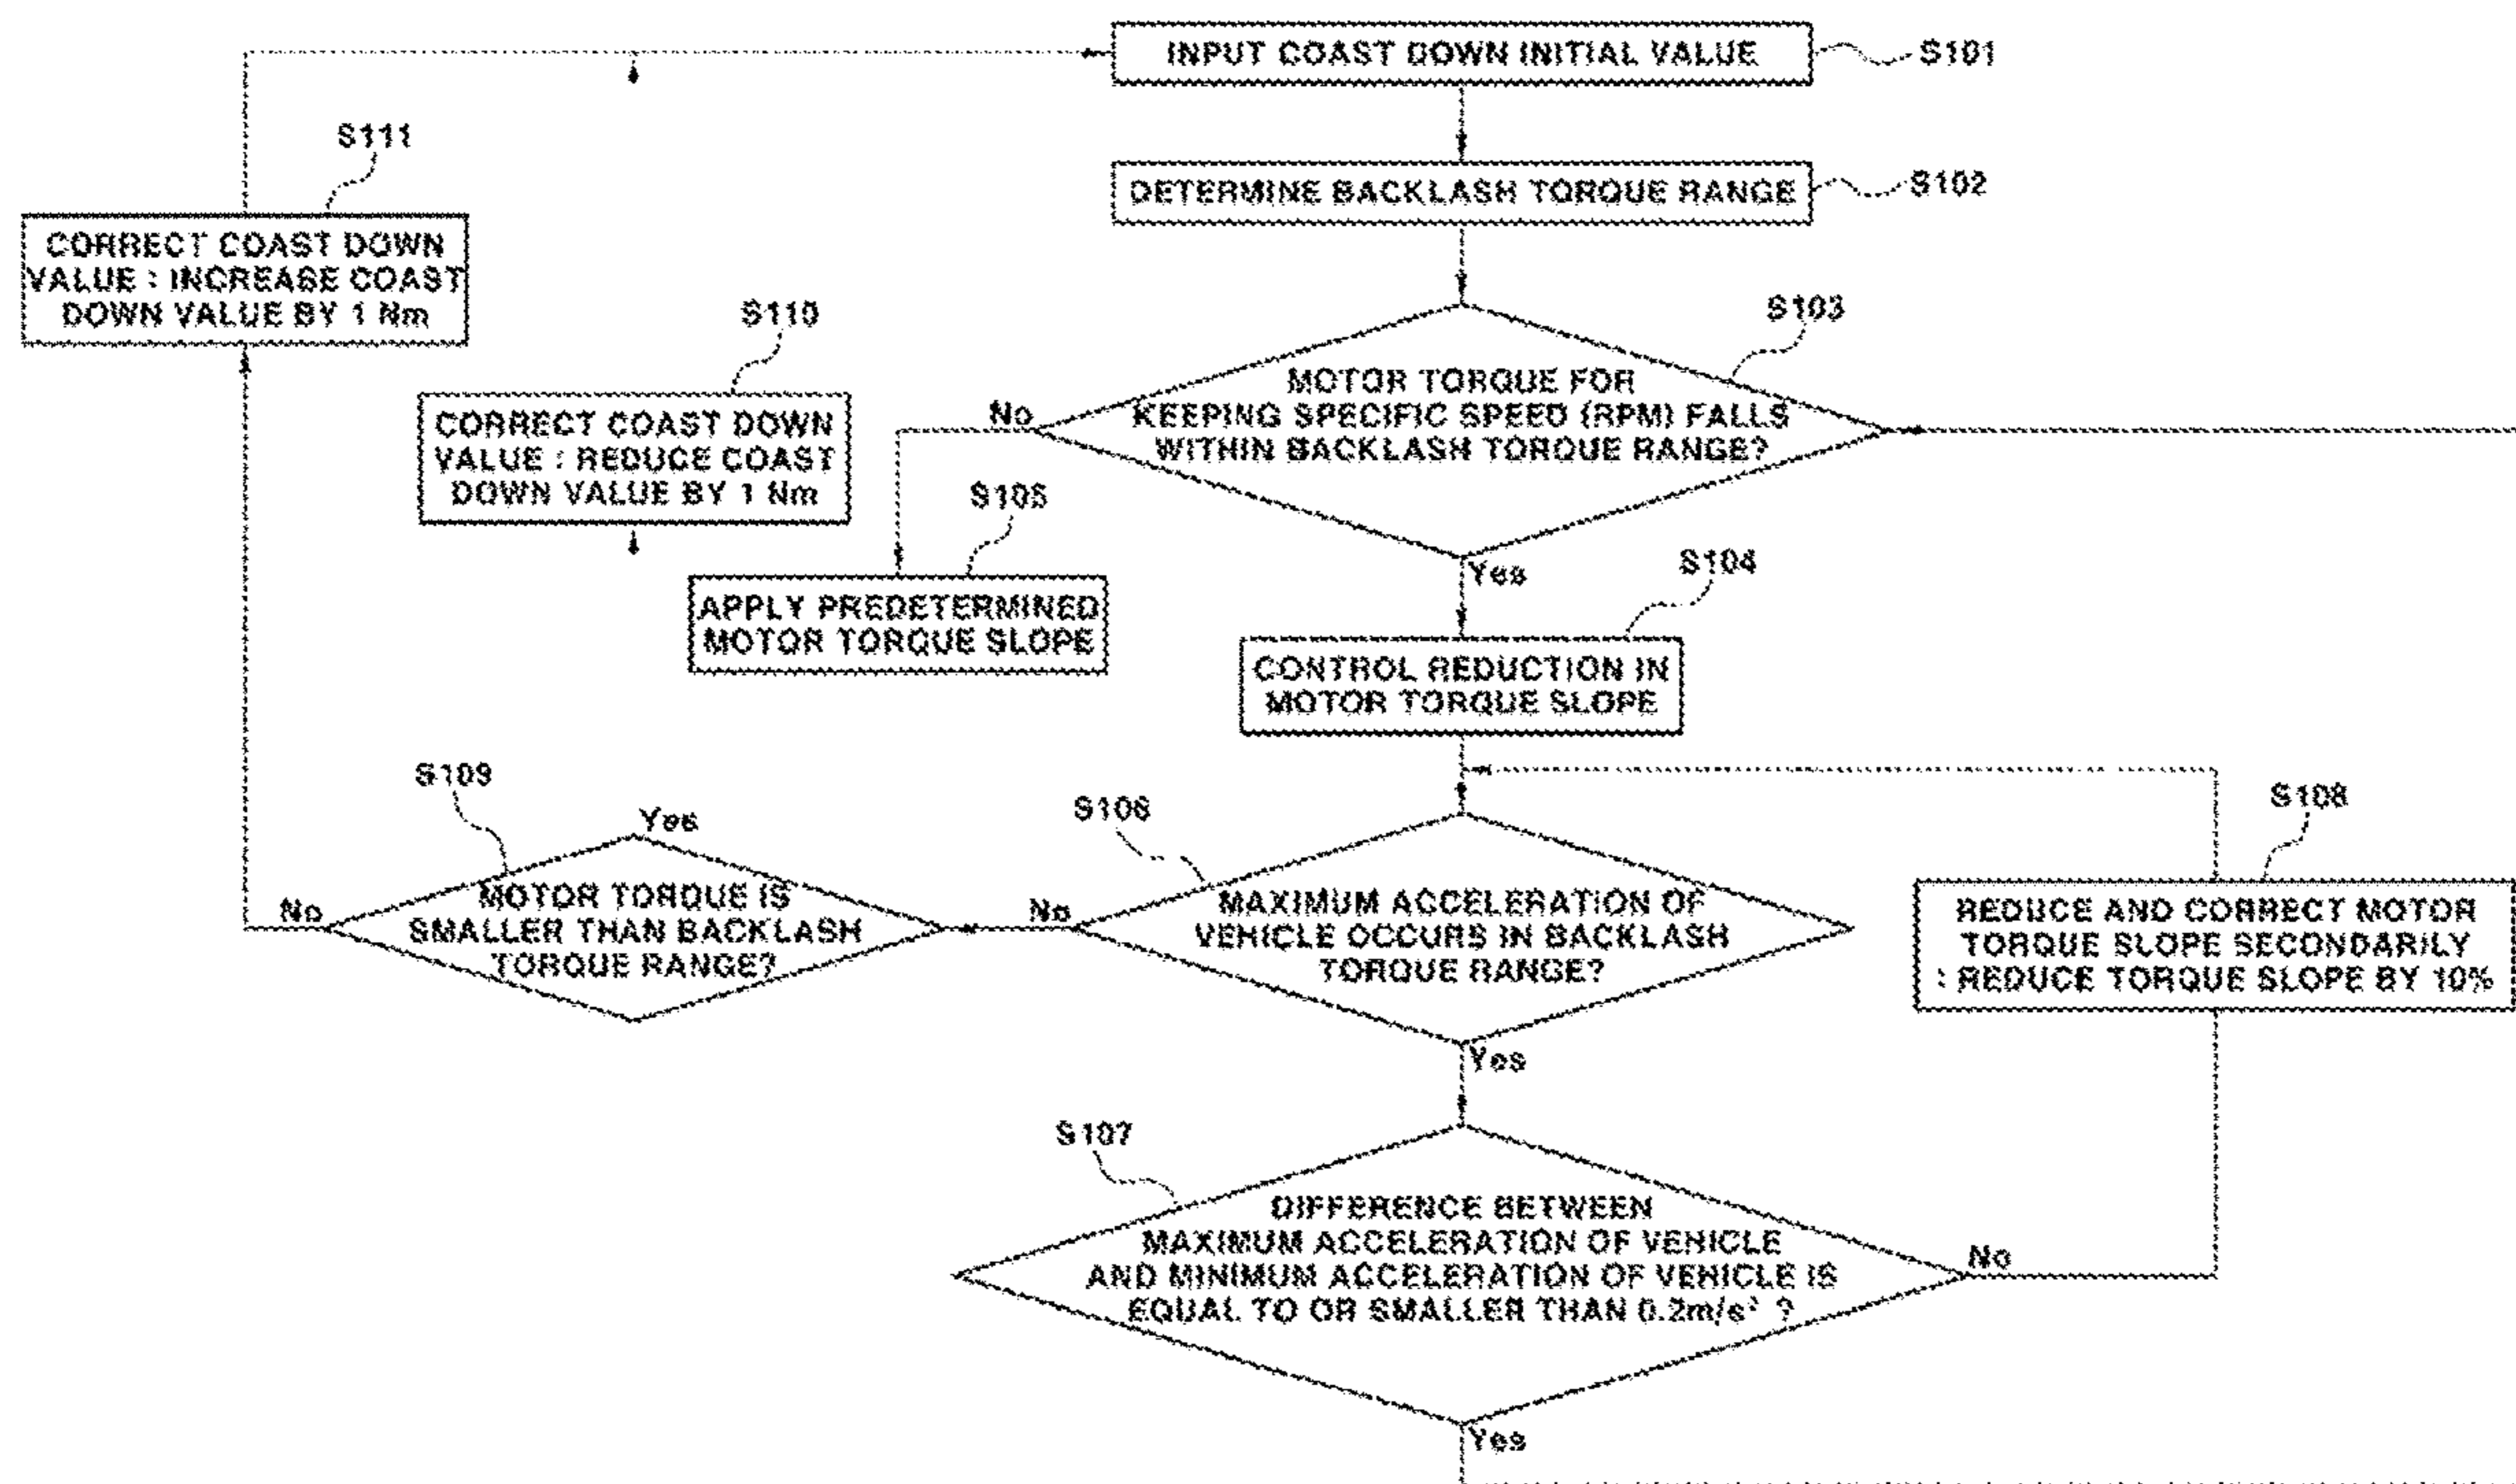 INPUT COAST DOWN INITIAL VALUE
S101
DETERMINE BACKLASH TORQUE RANGE
S102
S111
CORRECT COAST DOWN
VALUE : INCREASE COAST
DOWN VALUE BY 1 Nm
S110
CORRECT COAST DOWN
VALUE : REDUCE COAST
DOWN VALUE BY 1 Nm
S103
MOTOR TORQUE FOR
KEEPING SPECIFIC SPEED (RPM) FALLS
WITHIN BACKLASH TORQUE RANGE?
No
Yes
S105
APPLY PREDETERMINED
MOTOR TORQUE SLOPE
S104
CONTROL REDUCTION IN
MOTOR TORQUE SLOPE
S109
Yes
MOTOR TORQUE IS
SMALLER THAN BACKLASH
TORQUE RANGE?
No
S106
MAXIMUM ACCELERATION OF
VEHICLE OCCURS IN BACKLASH
TORQUE RANGE?
No
Yes
S108
REDUCE AND CORRECT MOTOR
TORQUE SLOPE SECONDARILY
: REDUCE TORQUE SLOPE BY 10%
S107
DIFFERENCE BETWEEN
MAXIMUM ACCELERATION OF VEHICLE
AND MINIMUM ACCELERATION OF VEHICLE IS
EQUAL TO OR SMALLER THAN 0.2m/s² ?
No
Yes